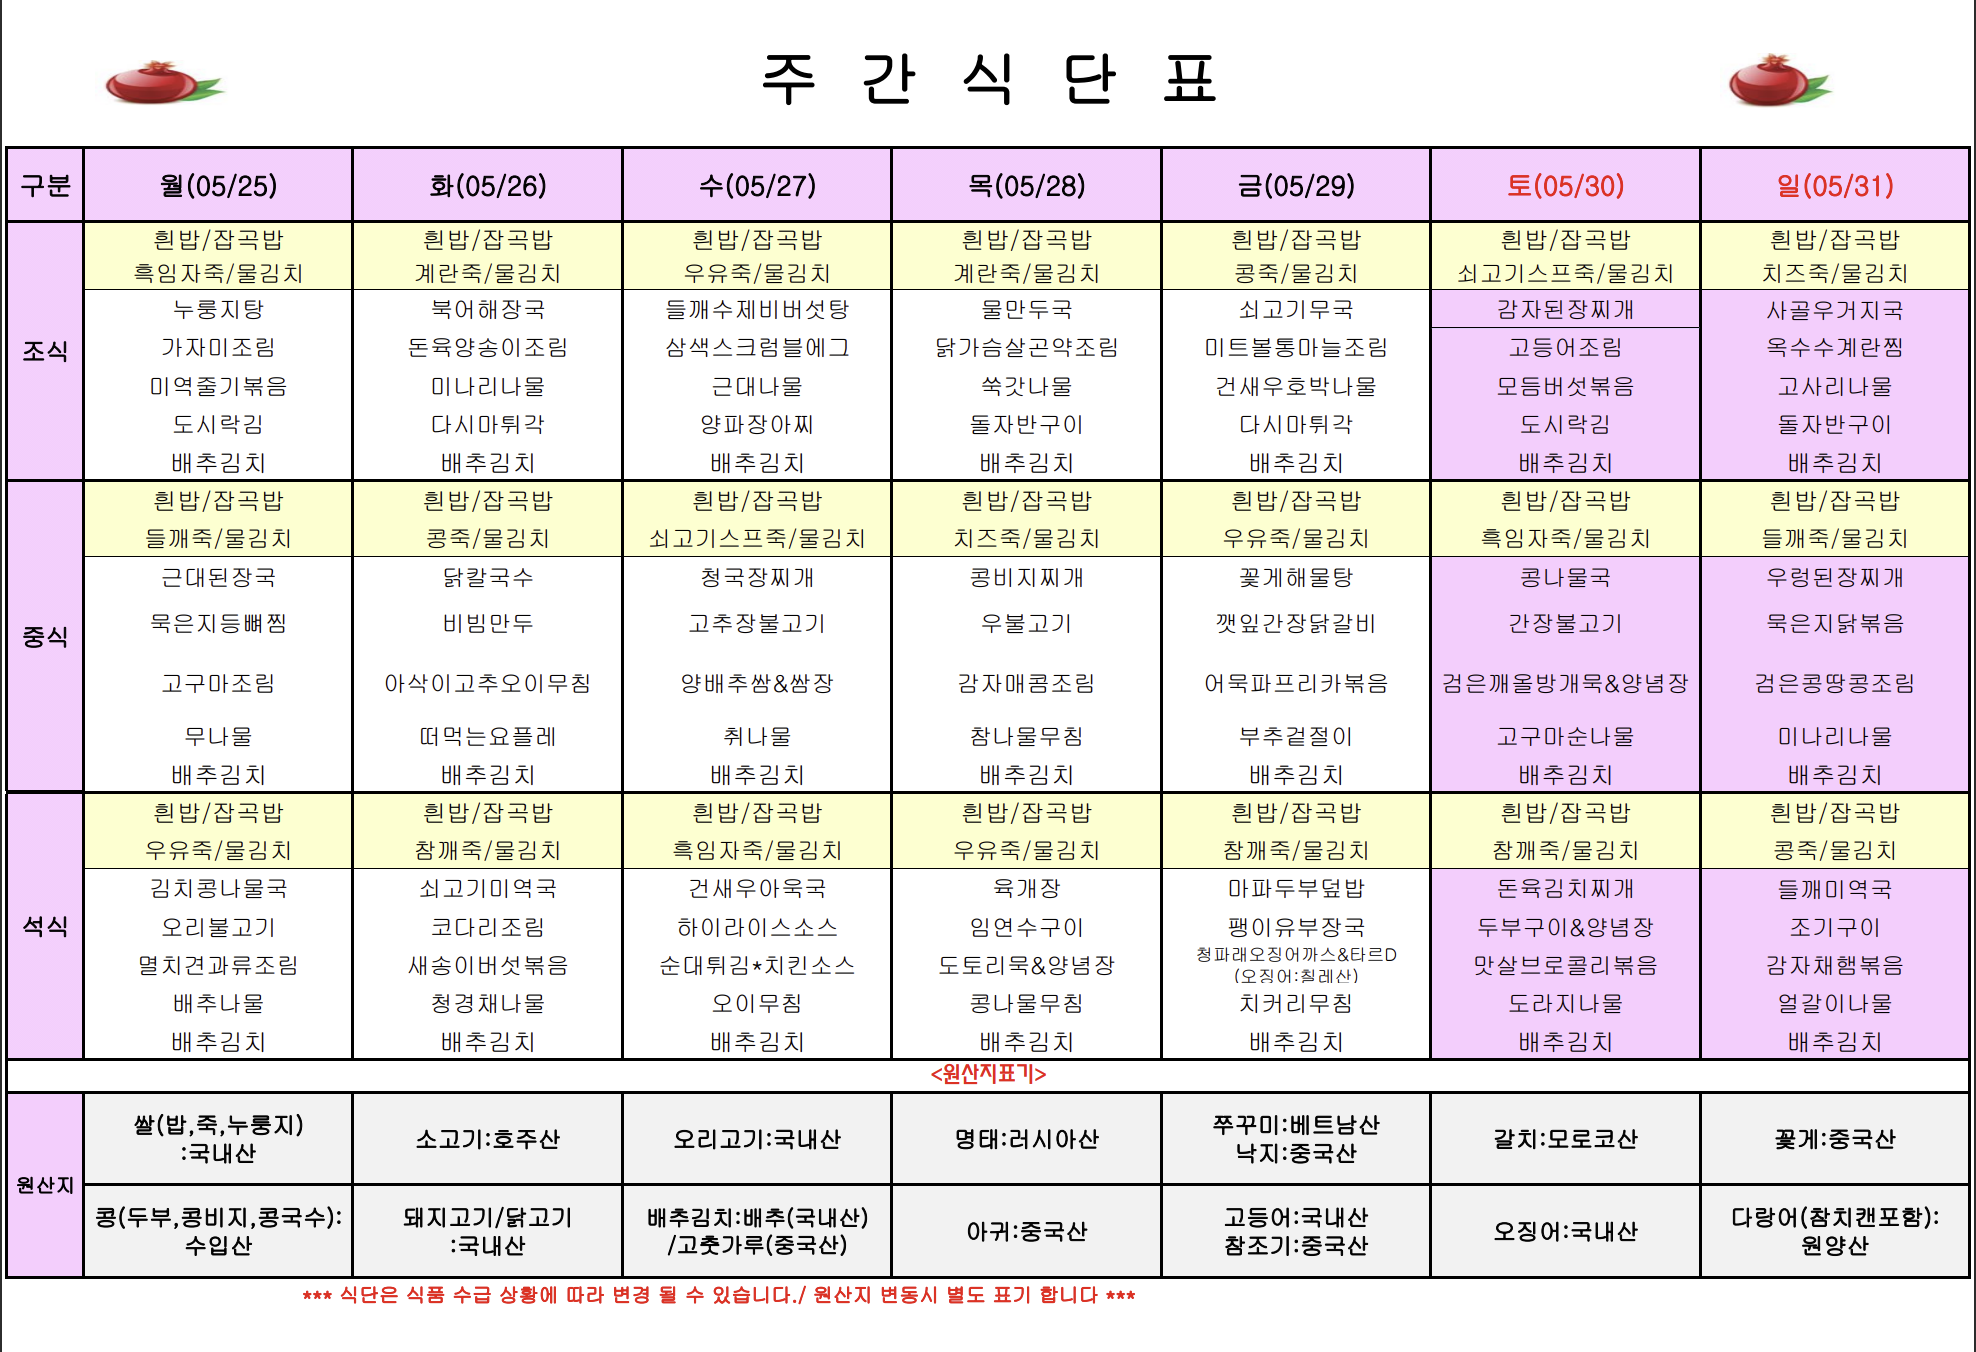 주 간 식 단 표
구분 월(05/25) 화(05/26) 수(05/27) 목(05/28) 금(05/29) 토(05/30) 일(05/31)
조식
흰밥/잡곡밥 흰밥/잡곡밥 흰밥/잡곡밥 흰밥/잡곡밥 흰밥/잡곡밥 흰밥/잡곡밥 흰밥/잡곡밥
흑임자죽/물김치 계란죽/물김치 우유죽/물김치 계란죽/물김치 콩죽/물김치 쇠고기스프죽/물김치 치즈죽/물김치
누룽지탕 북어해장국 들깨수제비버섯탕 물만두국 쇠고기무국 감자된장찌개 사골우거지국
가자미조림 돈육양송이조림 삼색스크럼블에그 닭가슴살곤약조림 미트볼통마늘조림 고등어조림 옥수수계란찜
미역줄기볶음 미나리나물 근대나물 쑥갓나물 건새우호박나물 모듬버섯볶음 고사리나물
도시락김 다시마튀각 양파장아찌 돌자반구이 다시마튀각 도시락김 돌자반구이
배추김치 배추김치 배추김치 배추김치 배추김치 배추김치 배추김치
중식
흰밥/잡곡밥 흰밥/잡곡밥 흰밥/잡곡밥 흰밥/잡곡밥 흰밥/잡곡밥 흰밥/잡곡밥 흰밥/잡곡밥
들깨죽/물김치 콩죽/물김치 쇠고기스프죽/물김치 치즈죽/물김치 우유죽/물김치 흑임자죽/물김치 들깨죽/물김치
근대된장국 닭칼국수 청국장찌개 콩비지찌개 꽃게해물탕 콩나물국 우렁된장찌개
묵은지등뼈찜 비빔만두 고추장불고기 우불고기 깻잎간장닭갈비 간장불고기 묵은지닭볶음
고구마조림 아삭이고추오이무침 양배추쌈&쌈장 감자매콤조림 어묵파프리카볶음 검은깨올방개묵&양념장 검은콩땅콩조림
무나물 떠먹는요플레 취나물 참나물무침 부추겉절이 고구마순나물 미나리나물
배추김치 배추김치 배추김치 배추김치 배추김치 배추김치 배추김치
석식
흰밥/잡곡밥 흰밥/잡곡밥 흰밥/잡곡밥 흰밥/잡곡밥 흰밥/잡곡밥 흰밥/잡곡밥 흰밥/잡곡밥
우유죽/물김치 참깨죽/물김치 흑임자죽/물김치 우유죽/물김치 참깨죽/물김치 참깨죽/물김치 콩죽/물김치
김치콩나물국 쇠고기미역국 건새우아욱국 육개장 마파두부덮밥 돈육김치찌개 들깨미역국
오리불고기 코다리조림 하이라이스소스 임연수구이 팽이유부장국 두부구이&양념장 조기구이
멸치견과류조림 새송이버섯볶음 순대튀김*치킨소스 도토리묵&양념장 청파래오징어까스&타르D 맛살브로콜리볶음 감자채햄볶음
(오징어:칠레산)
배추나물 청경채나물 오이무침 콩나물무침 치커리무침 도라지나물 얼갈이나물
배추김치 배추김치 배추김치 배추김치 배추김치 배추김치 배추김치
<원산지표기>
원산지
쌀(밥,죽,누룽지) 소고기:호주산 오리고기:국내산 명태:러시아산 쭈꾸미:베트남산 갈치:모로코산 꽃게:중국산
:국내산 낙지:중국산
콩(두부,콩비지,콩국수): 돼지고기/닭고기 배추김치:배추(국내산) 아귀:중국산 고등어:국내산 오징어:국내산 다랑어(참치캔포함):
수입산 :국내산 /고춧가루(중국산) 참조기:중국산 원양산
*** 식단은 식품 수급 상황에 따라 변경 될 수 있습니다./ 원산지 변동시 별도 표기 합니다 ***